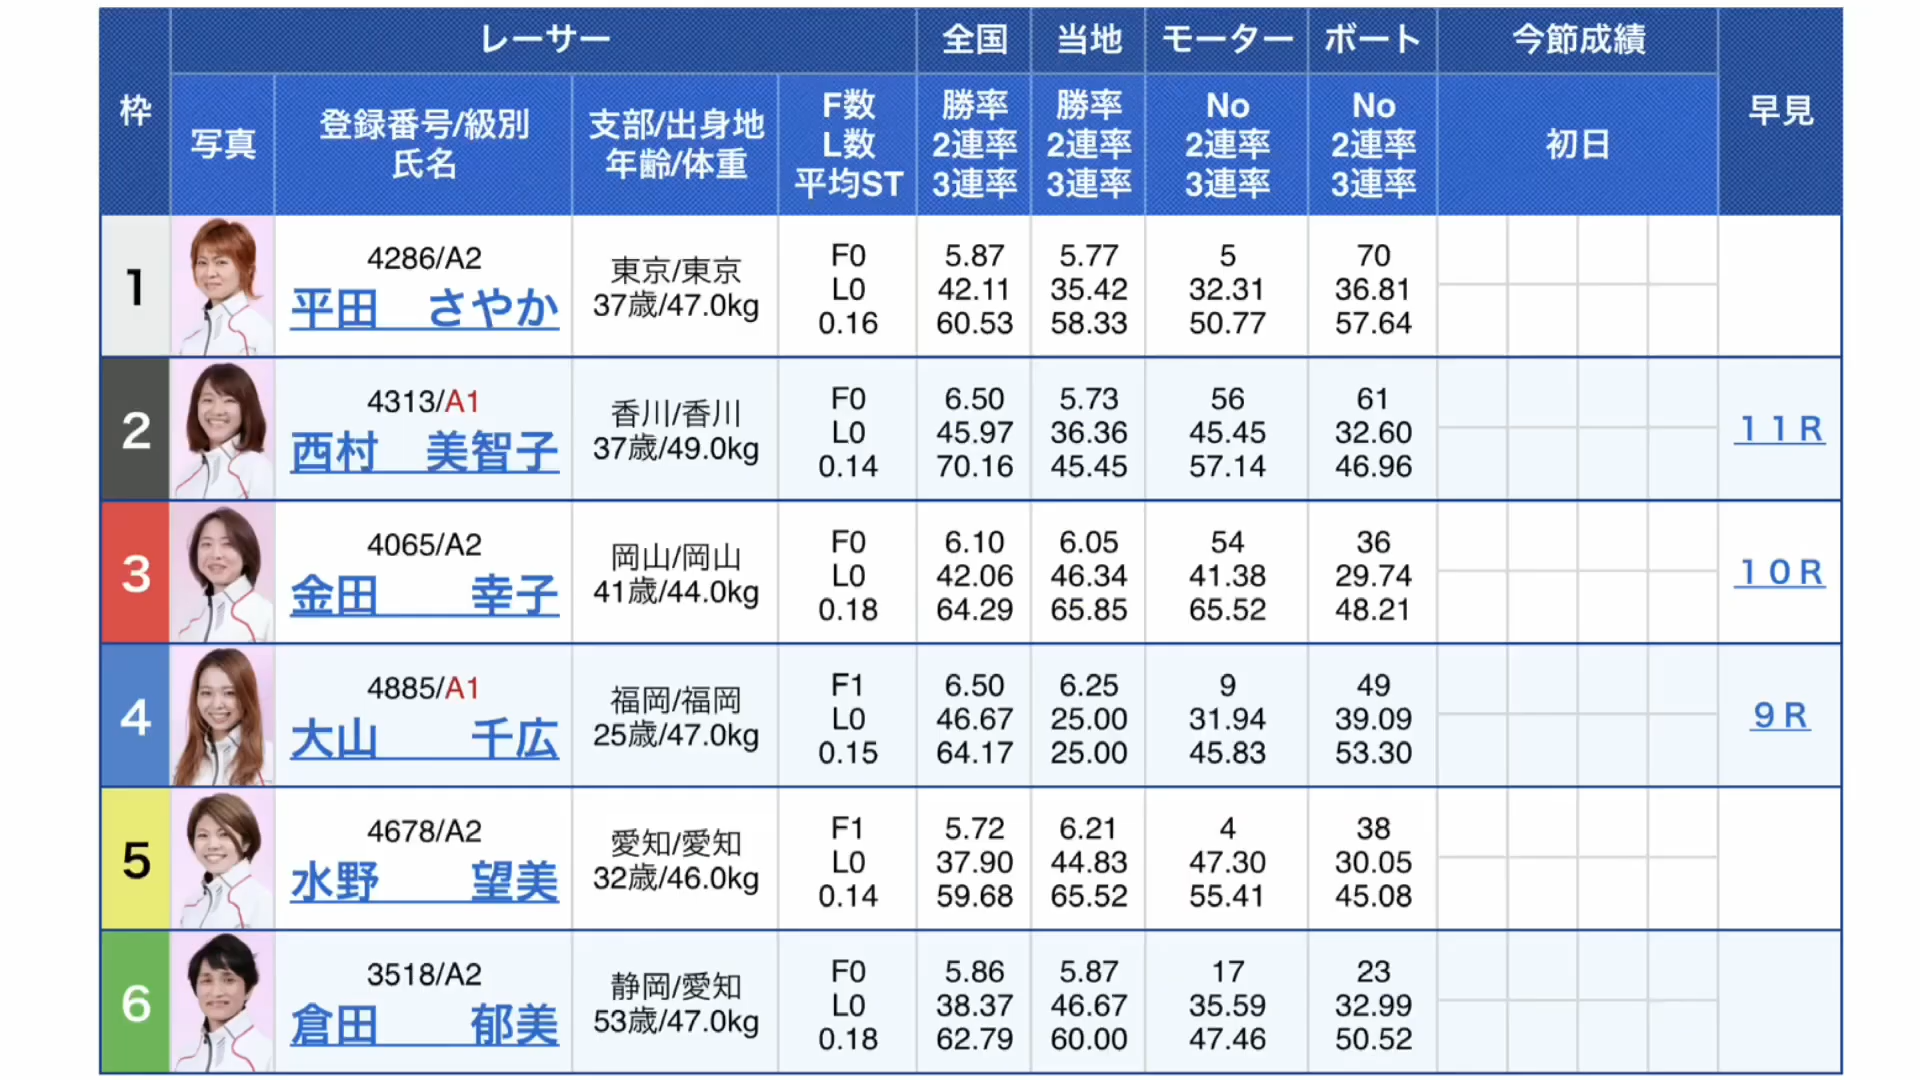 枠 レーサー 全国 当地 モーター ボート 今節成績 早見
写真 登録番号/級別 氏名 支部/出身地 年齢/体重 F数 L数 平均ST 勝率 2連率 3連率 勝率 2連率 3連率 No 2連率 3連率 No 2連率 3連率 初日
1 4286/A2 東京/東京 F0 5.87 5.77 5 70
平田 さやか 37歳/47.0kg L0 42.11 35.42 32.31 36.81
0.16 60.53 58.33 50.77 57.64
2 4313/A1 香川/香川 F0 6.50 5.73 56 61
西村 美智子 37歳/49.0kg L0 45.97 36.36 45.45 32.60 11R
0.14 70.16 45.45 57.14 46.96
3 4065/A2 岡山/岡山 F0 6.10 6.05 54 36
金田 幸子 41歳/44.0kg L0 42.06 46.34 41.38 29.74 10R
0.18 64.29 65.85 65.52 48.21
4 4885/A1 福岡/福岡 F1 6.50 6.25 9 49
大山 千広 25歳/47.0kg L0 46.67 25.00 31.94 39.09 9R
0.15 64.17 25.00 45.83 53.30
5 4678/A2 愛知/愛知 F1 5.72 6.21 4 38
水野 望美 32歳/46.0kg L0 37.90 44.83 47.30 30.05
0.14 59.68 65.52 55.41 45.08
6 3518/A2 静岡/愛知 F0 5.86 5.87 17 23
倉田 郁美 53歳/47.0kg L0 38.37 46.67 35.59 32.99
0.18 62.79 60.00 47.46 50.52